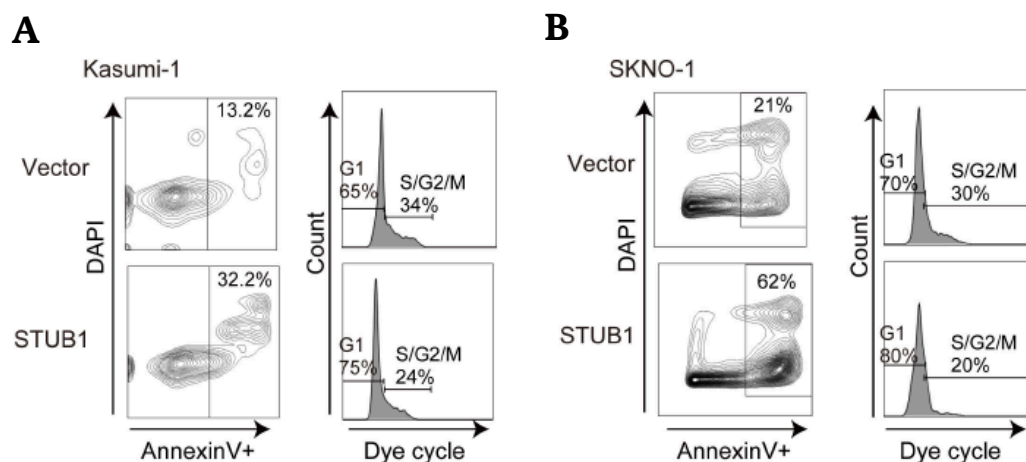 A
Kasumi-1
Vector
STUB1
DAPI
13.2%
32.2%
AnnexinV+
Count
G1
65%
S/G2/M
34%
G1
75%
S/G2/M
24%
Dye cycle
B
SKNO-1
Vector
STUB1
DAPI
21%
62%
AnnexinV+
Count
G1
70%
S/G2/M
30%
G1
80%
S/G2/M
20%
Dye cycle